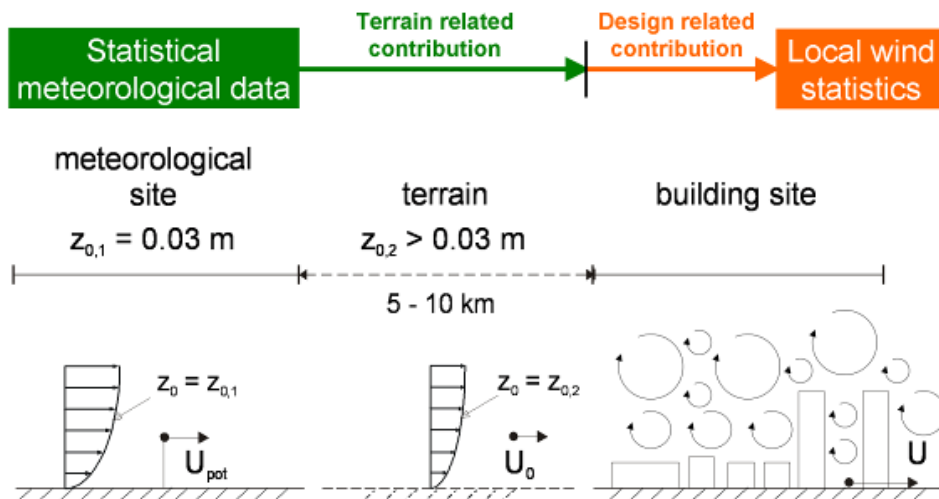 Statistical
meteorological data
Terrain related
contribution
Design related
contribution
Local wind
statistics
meteorological
site
z0,1 = 0.03 m
terrain
z0,2 > 0.03 m
building site
5 - 10 km
z0 = z0,1
Upot
z0 = z0,2
U0
U